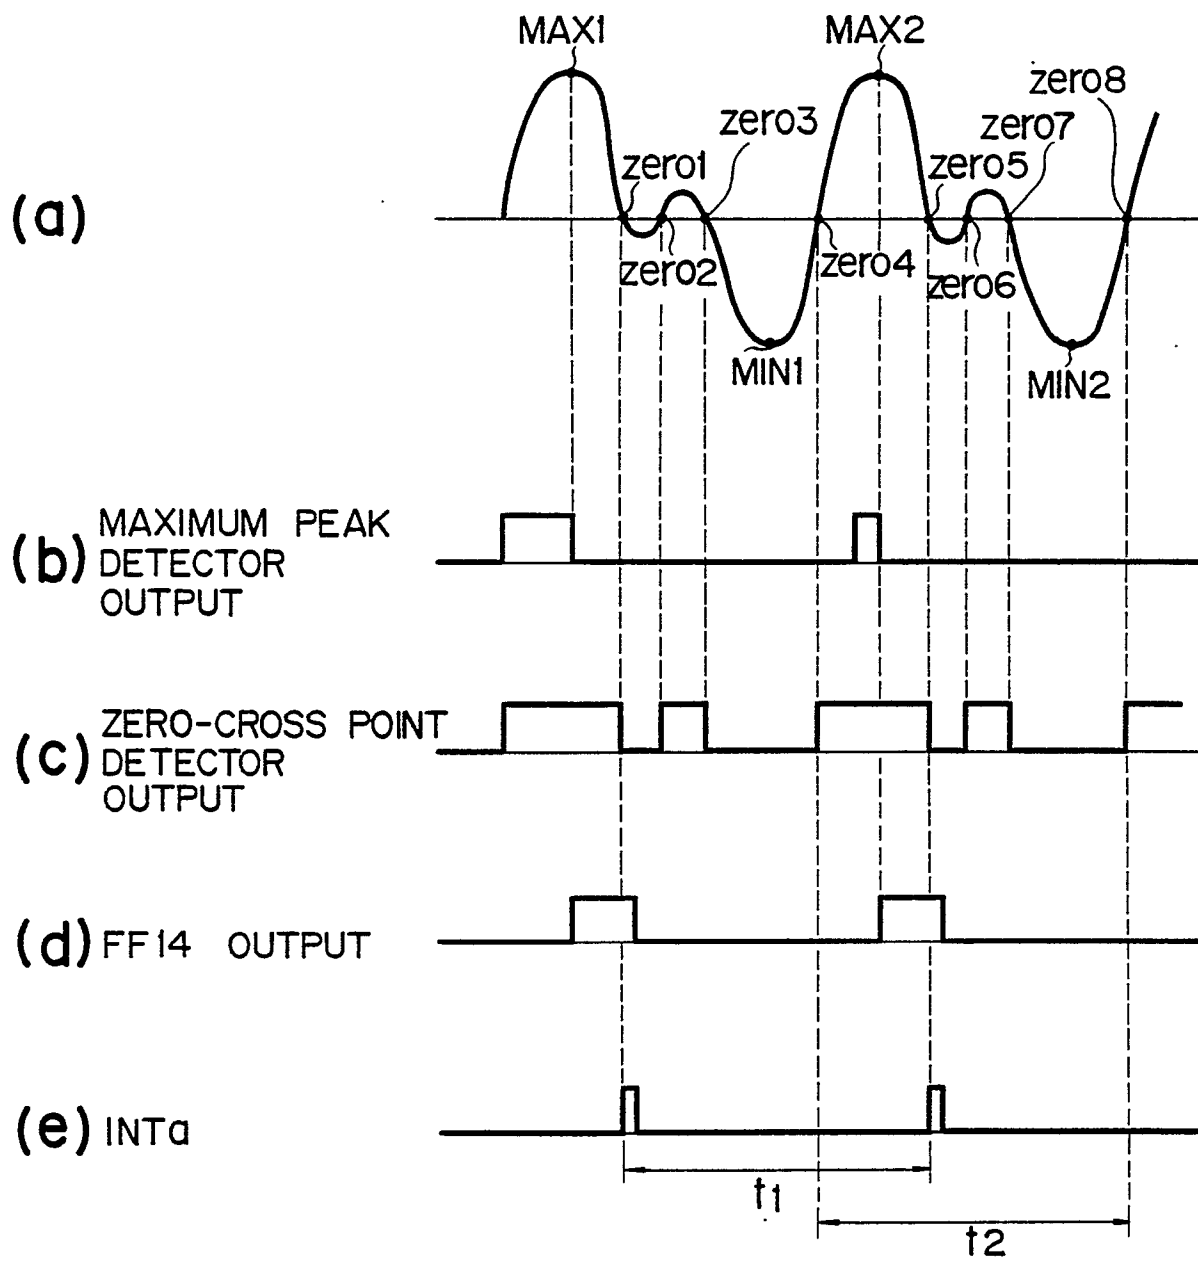 MAX1
MAX2
zero8
zero3
zero7
zero1
zero5
(a)
zero2
zero4
zero6
MIN1
MIN2
(b) MAXIMUM PEAK
DETECTOR
OUTPUT
(c) ZERO-CROSS POINT
DETECTOR
OUTPUT
(d) FF14 OUTPUT
(e) INTa
t1
t2